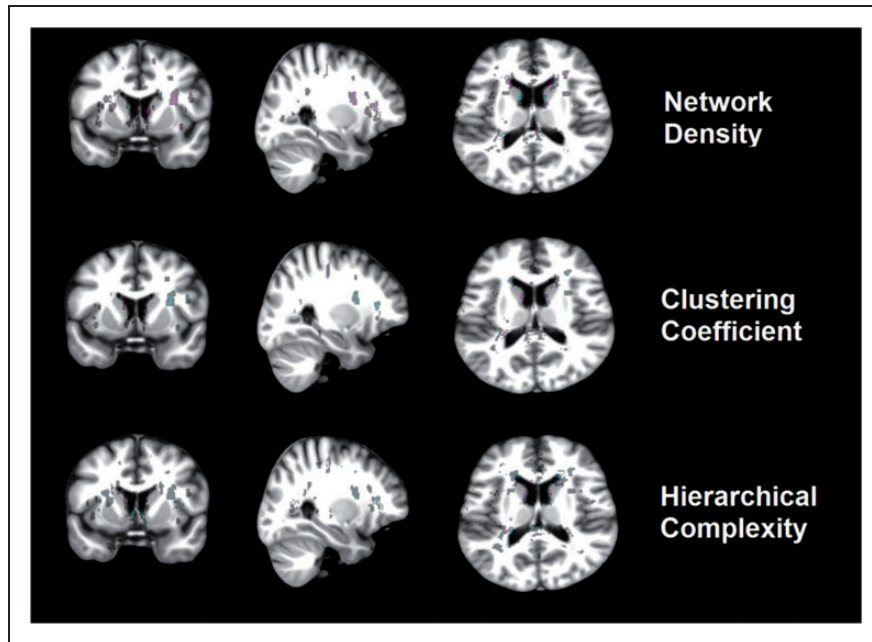 Network
Density
Clustering
Coefficient
Hierarchical
Complexity